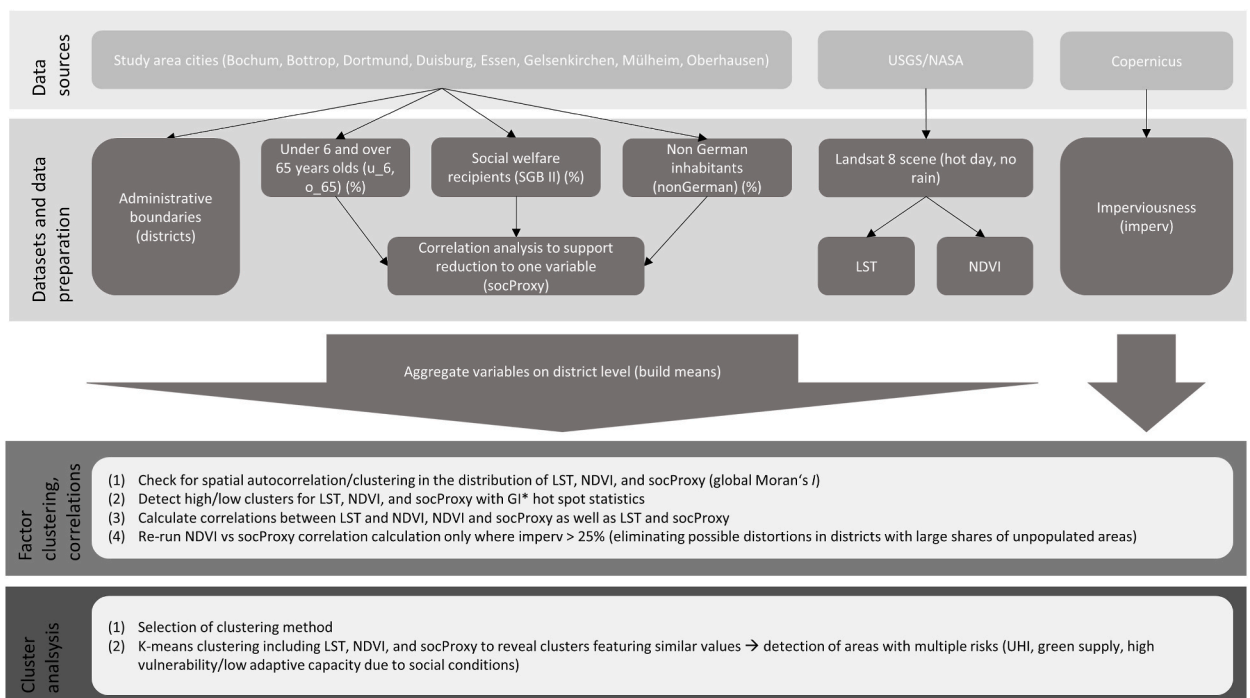 Data
sources
Study area cities (Bochum, Bottrop, Dortmund, Duisburg, Essen, Gelsenkirchen, Mülheim, Oberhausen)
USGS/NASA
Copernicus
Datasets and data
preparation
Administrative
boundaries
(districts)
Under 6 and over
65 years olds (u_6,
o_65) (%)
Social welfare
recipients (SGB II) (%)
Non German
inhabitants
(nonGerman) (%)
Correlation analysis to support
reduction to one variable
(socProxy)
Landsat 8 scene (hot day, no
rain)
LST
NDVI
Imperviousness
(imperv)
Aggregate variables on district level (build means)
Factor
clustering,
correlations
(1) Check for spatial autocorrelation/clustering in the distribution of LST, NDVI, and socProxy (global Moran‘s I)
(2) Detect high/low clusters for LST, NDVI, and socProxy with GI* hot spot statistics
(3) Calculate correlations between LST and NDVI, NDVI and socProxy as well as LST and socProxy
(4) Re-run NDVI vs socProxy correlation calculation only where imperv > 25% (eliminating possible distortions in districts with large shares of unpopulated areas)
Cluster
analsysis
(1) Selection of clustering method
(2) K-means clustering including LST, NDVI, and socProxy to reveal clusters featuring similar values → detection of areas with multiple risks (UHI, green supply, high
vulnerability/low adaptive capacity due to social conditions)